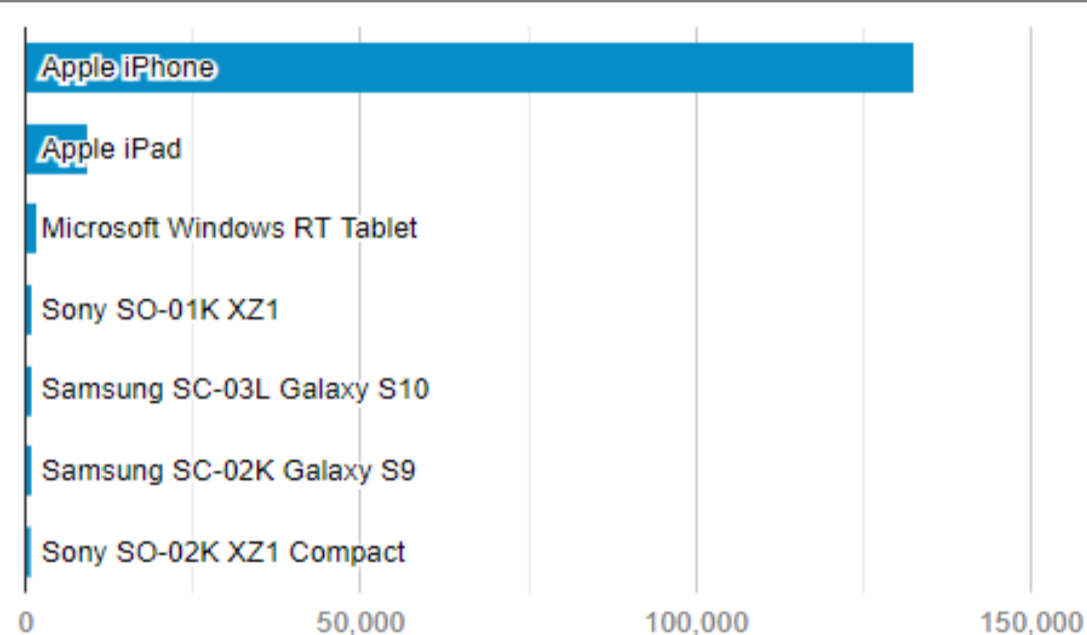 Apple iPhone
Apple iPad
Microsoft Windows RT Tablet
Sony SO-01K XZ1
Samsung SC-03L Galaxy S10
Samsung SC-02K Galaxy S9
Sony SO-02K XZ1 Compact
0 50,000 100,000 150,000